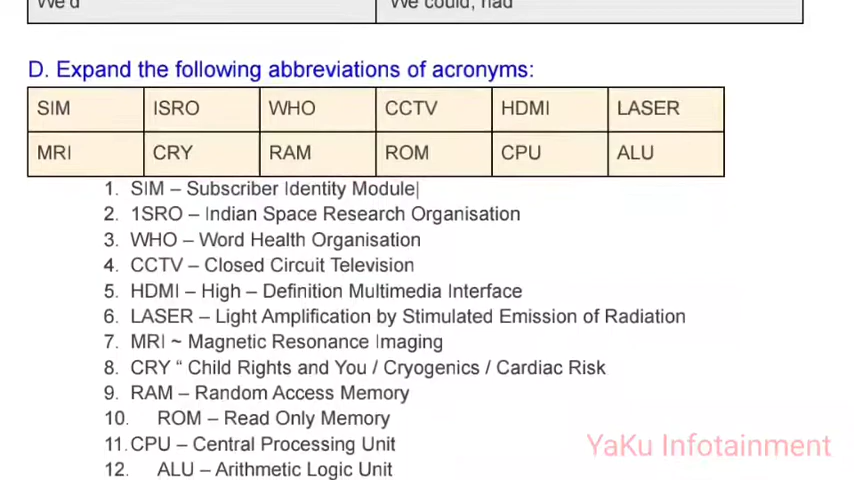 We'd We could, had
D. Expand the following abbreviations of acronyms:
SIM ISRO WHO CCTV HDMI LASER
MRI CRY RAM ROM CPU ALU
1. SIM – Subscriber Identity Module
2. 1SRO – Indian Space Research Organisation
3. WHO – Word Health Organisation
4. CCTV – Closed Circuit Television
5. HDMI – High – Definition Multimedia Interface
6. LASER – Light Amplification by Stimulated Emission of Radiation
7. MRI ~ Magnetic Resonance Imaging
8. CRY “ Child Rights and You / Cryogenics / Cardiac Risk
9. RAM – Random Access Memory
10. ROM – Read Only Memory
11. CPU – Central Processing Unit
12. ALU – Arithmetic Logic Unit
YaKu Infotainment